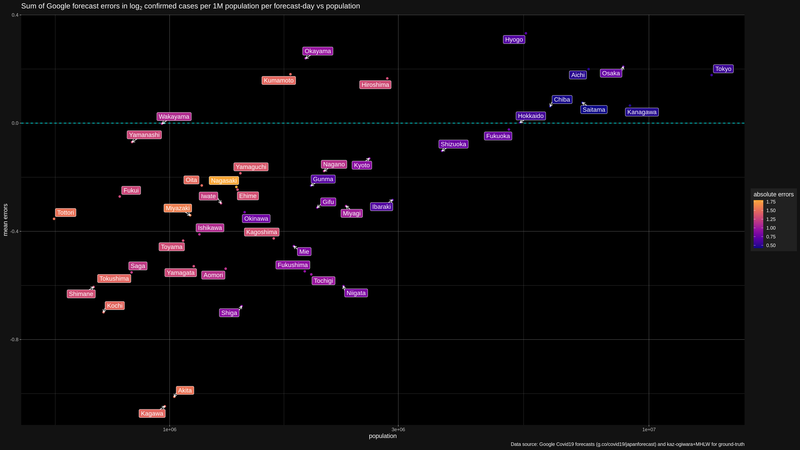 Sum of Google forecast errors in log2 confirmed cases per 1M population per forecast-day vs population
0.4
Okayama
Hyogo
Kumamoto
Hiroshima
Aichi
Osaka
Tokyo
Wakayama
Chiba
Saitama
Kanagawa
Hokkaido
0.0
Yamanashi
Fukuoka
Shizuoka
Yamaguchi
Nagano
Kyoto
Oita
Nagasaki
Gunma
Fukui
Iwate
Ehime
Gifu
Ibaraki
Miyazaki
Miyagi
Tottori
Okinawa
Ishikawa
Kagoshima
-0.4
Toyama
Mie
Saga
Fukushima
Yamagata
Aomori
Tokushima
Tochigi
Shimane
Niigata
Kochi
Shiga
-0.8
Akita
Kagawa
mean errors
1e+06
3e+06
1e+07
population
absolute errors
1.75
1.50
1.25
1.00
0.75
0.50
Data source: Google Covid19 forecasts (g.co/covid19/japanforecast) and kaz-ogiwara+MHLW for ground-truth